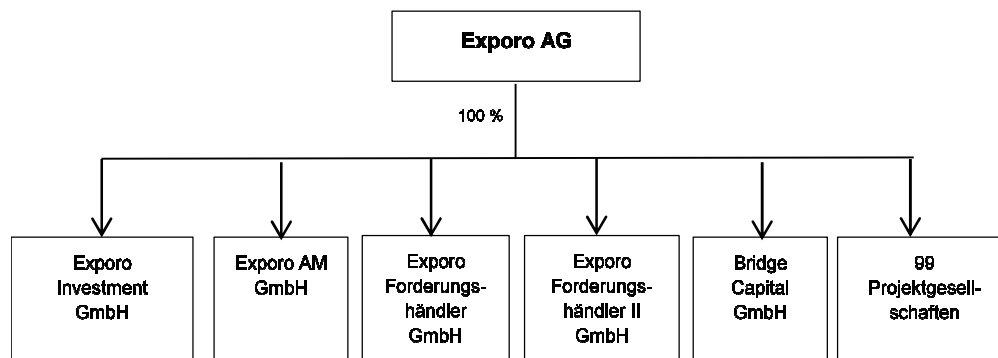 Exporo AG
100 %
Exporo
Investment
GmbH
Exporo AM
GmbH
Exporo
Forderungs-
händler
GmbH
Exporo
Forderungs-
händler II
GmbH
Bridge
Capital
GmbH
99
Projektgesell-
schaften